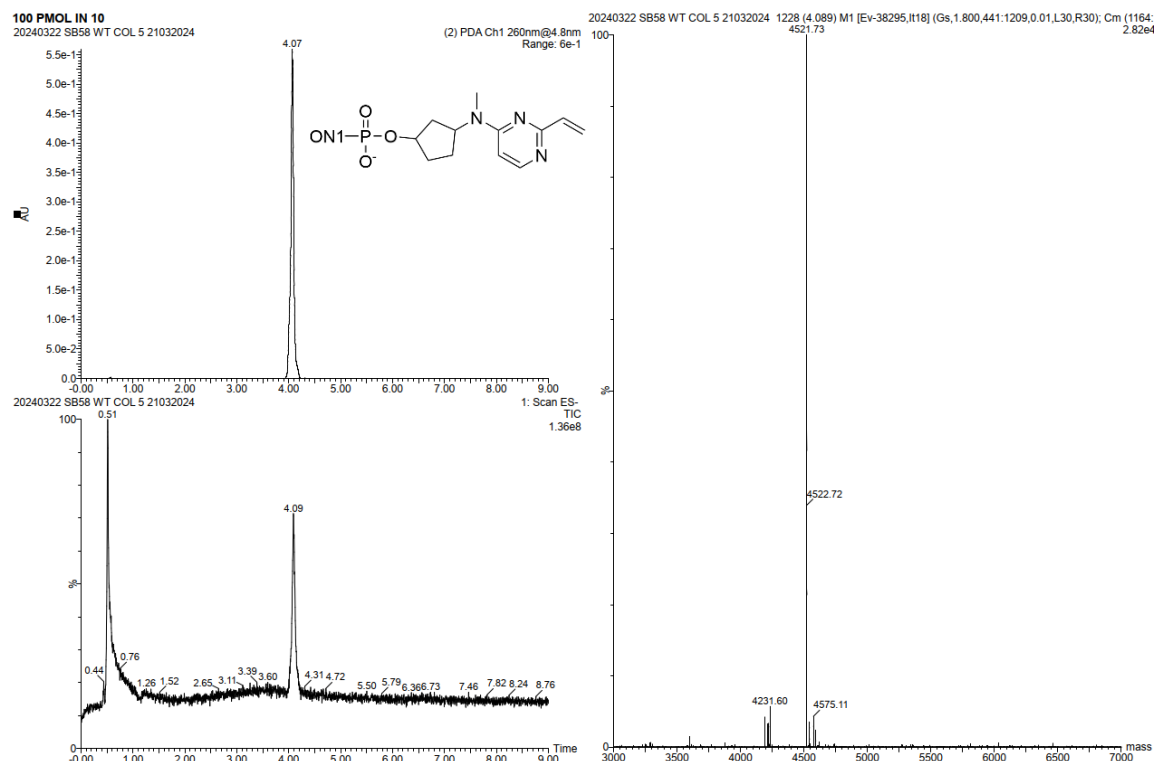 100 PMOL IN 10
20240322 SB58 WT COL 5 21032024
(2) PDA Ch1 260nm@4.8nm
Range: 6e-1
4.07
5.5e-1
5.0e-1
4.5e-1
4.0e-1
3.5e-1
3.0e-1
2.5e-1
2.0e-1
1.5e-1
1.0e-1
5.0e-2
0.0
AU
ON1 P O O O- N N N
-0.00 1.00 2.00 3.00 4.00 5.00 6.00 7.00 8.00 9.00
20240322 SB58 WT COL 5 21032024
1: Scan ES-
TIC
1.36e8
100
%
0
0.51
0.44
0.76
1.26
1.52
2.65
3.11
3.39
3.60
4.09
4.31
4.72
5.50
5.79
6.36
6.73
7.46
7.82
8.24
8.76
-0.00 1.00 2.00 3.00 4.00 5.00 6.00 7.00 8.00 9.00
Time
20240322 SB58 WT COL 5 21032024 1228 (4.089) M1 [Ev-38295,It18] (Gs,1.800,441:1209,0.01,L30,R30); Cm (1164:
2.82e4
100
%
0
4521.73
4522.72
4231.60
4575.11
3000 3500 4000 4500 5000 5500 6000 6500 7000
mass